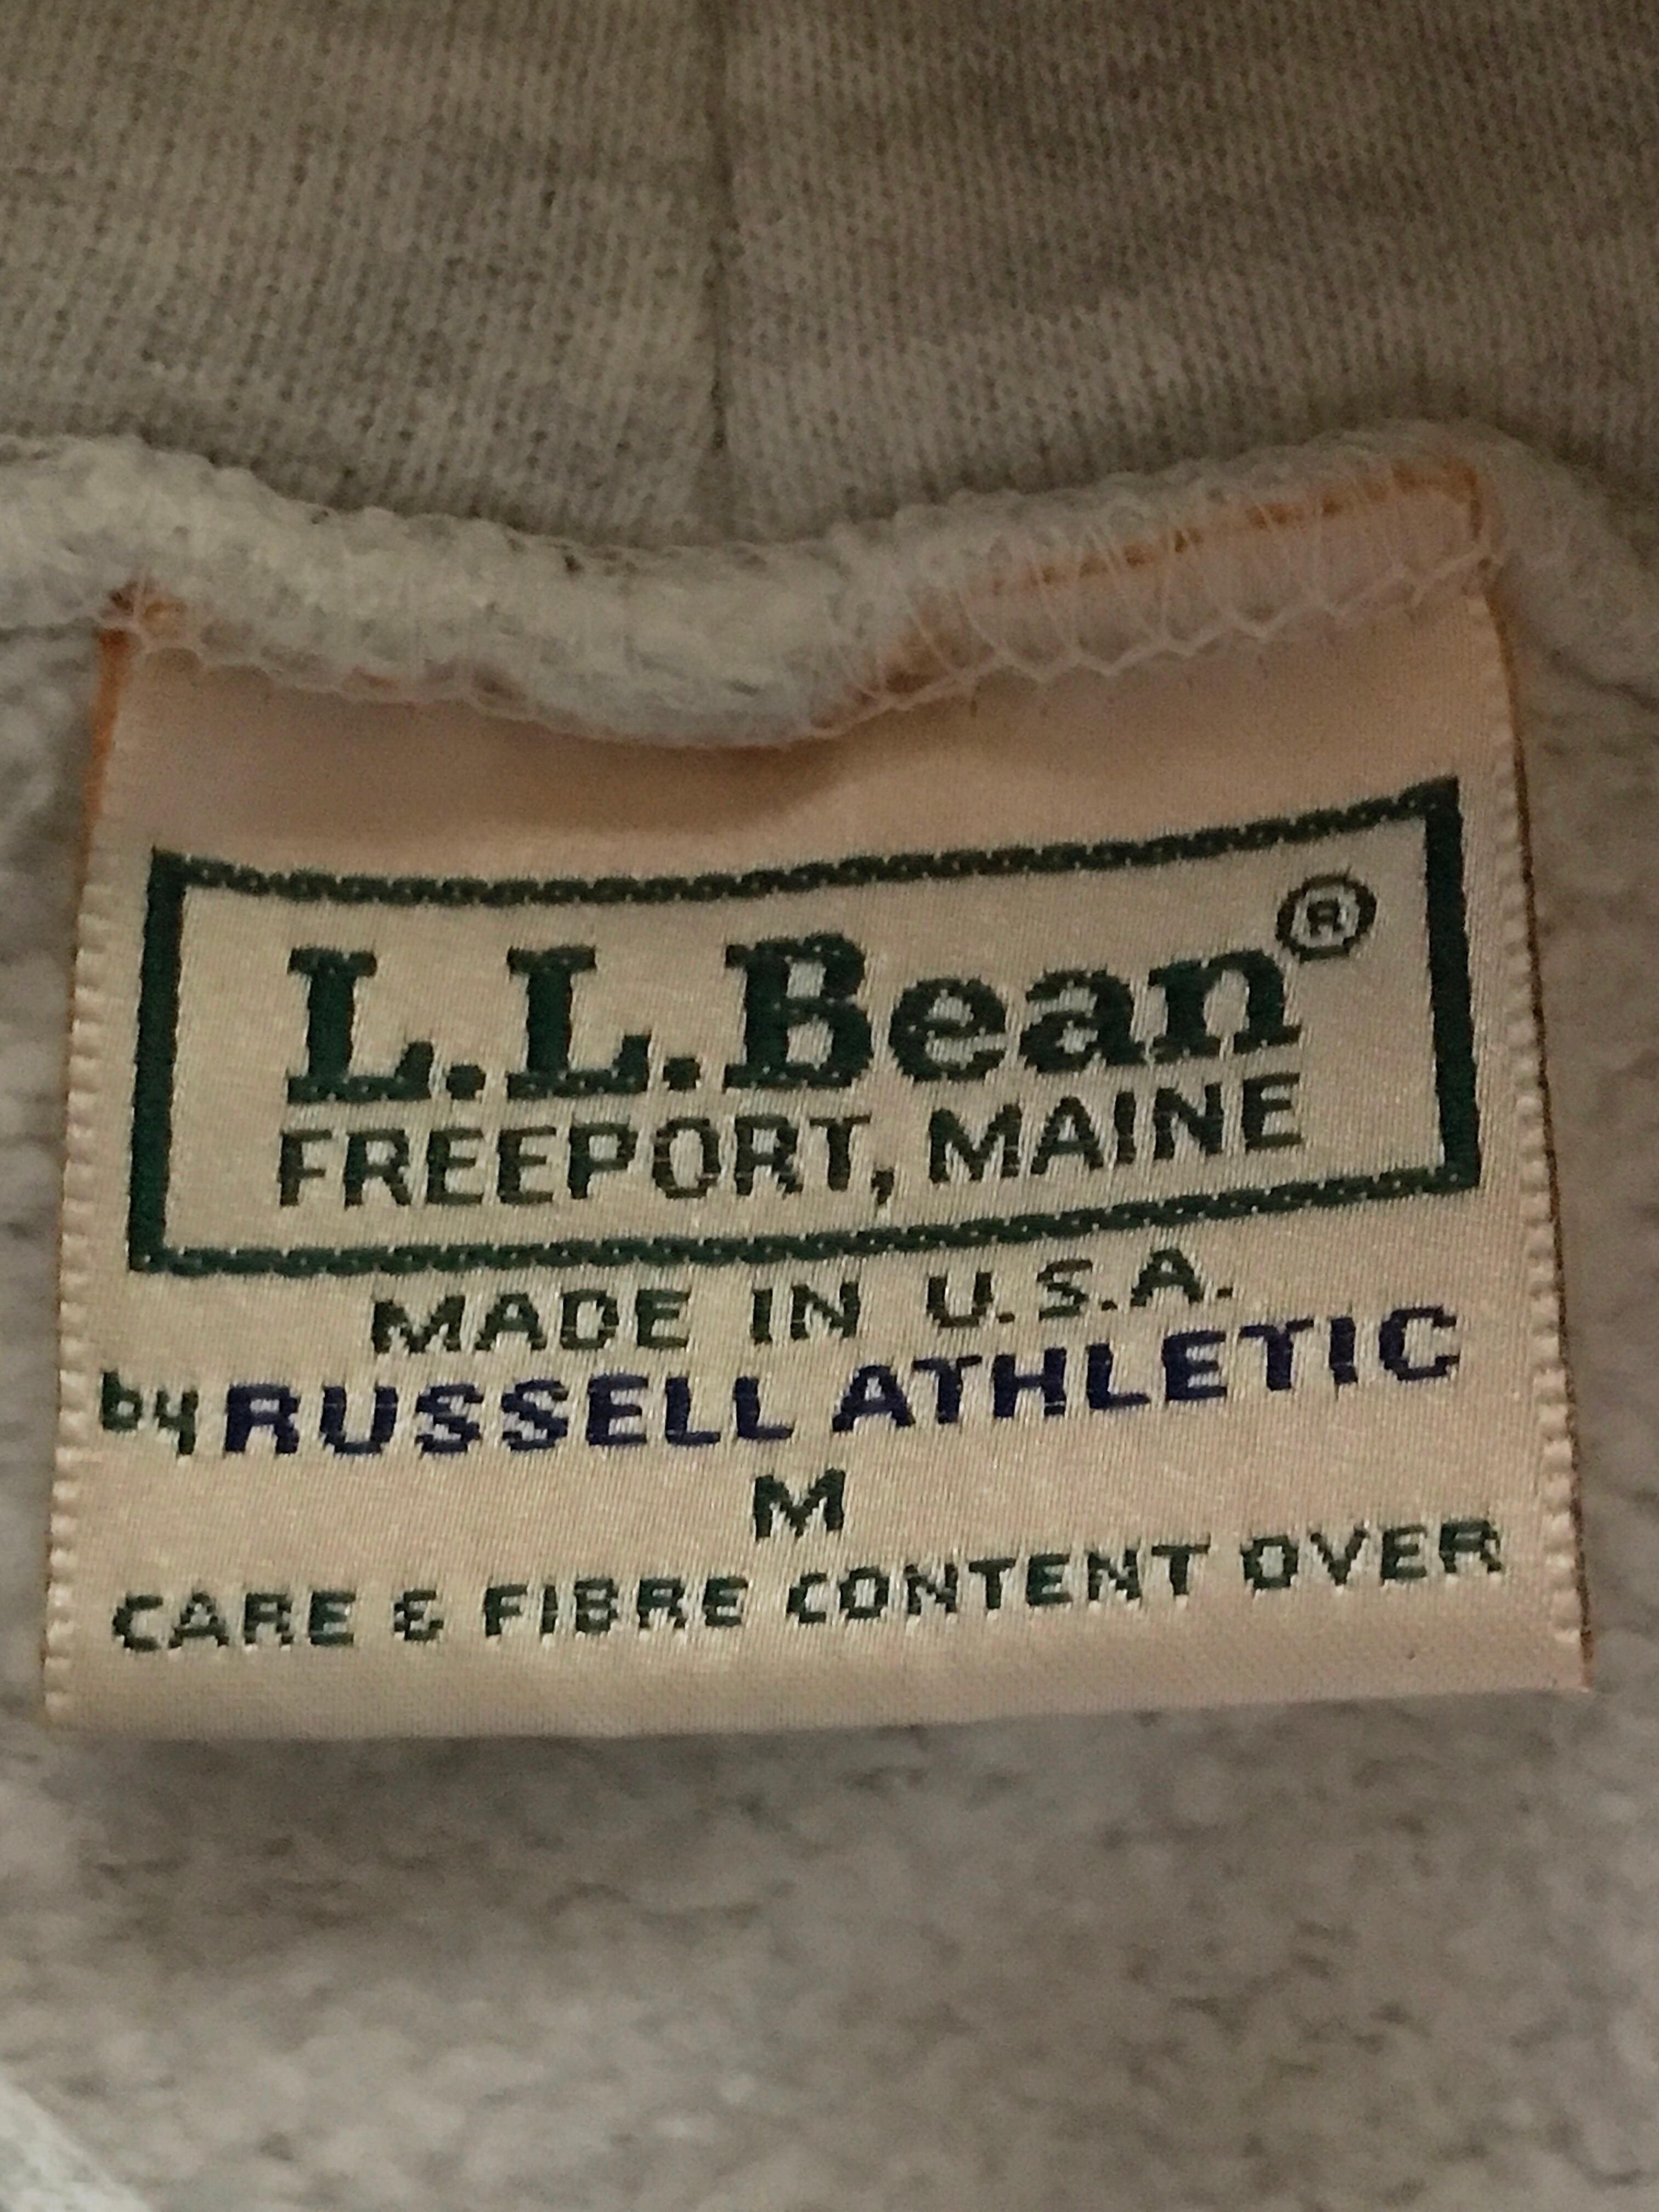 L.L.Bean®
FREEPORT, MAINE
MADE IN U.S.A.
by RUSSELL ATHLETIC
M
CARE & FIBRE CONTENT OVER